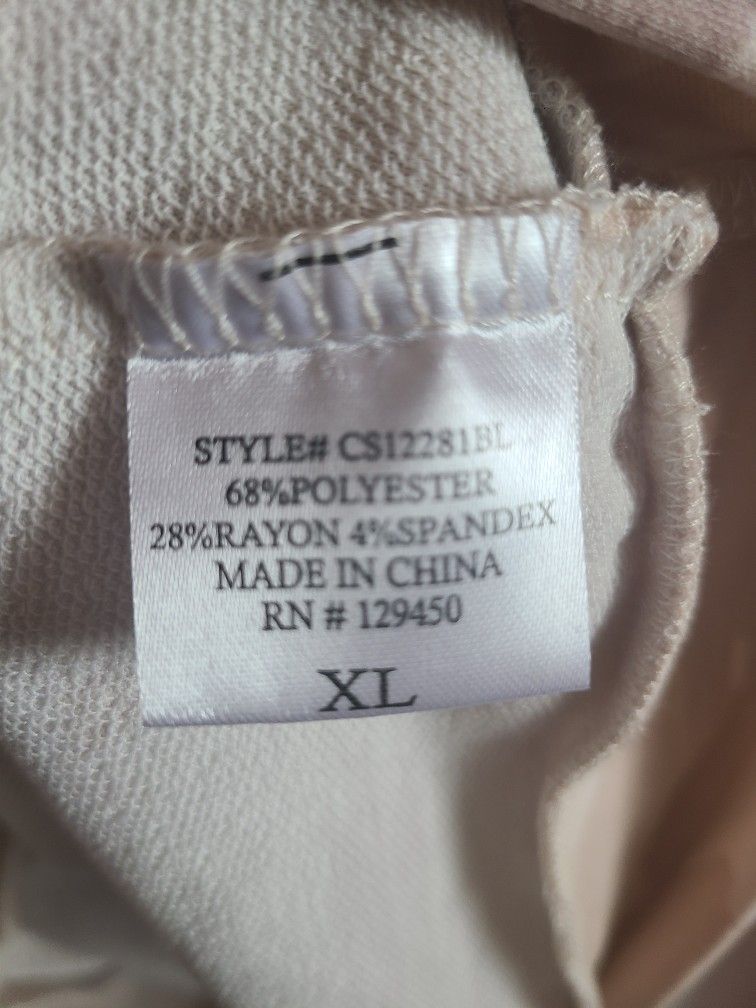 STYLE# CS12281BL
68%POLYESTER
28%RAYON 4%SPANDEX
MADE IN CHINA
RN # 129450
XL